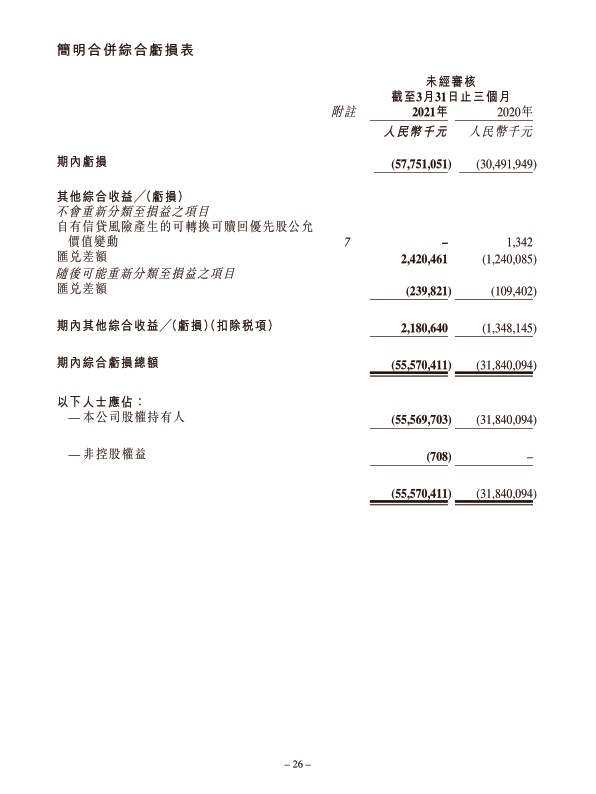 簡明合併綜合虧損表
未經審核
截至3月31日止三個月
附註 2021年 2020年
人民幣千元 人民幣千元
期內虧損 (57,751,051) (30,491,949)
其他綜合收益╱(虧損)
不會重新分類至損益之項目
自有信貸風險產生的可轉換可贖回優先股公允
價值變動 7 – 1,342
匯兑差額 2,420,461 (1,240,085)
隨後可能重新分類至損益之項目
匯兑差額 (239,821) (109,402)
期內其他綜合收益╱(虧損)(扣除税項) 2,180,640 (1,348,145)
期內綜合虧損總額 (55,570,411) (31,840,094)
以下人士應佔：
—本公司股權持有人 (55,569,703) (31,840,094)
—非控股權益 (708) –
(55,570,411) (31,840,094)
– 26 –